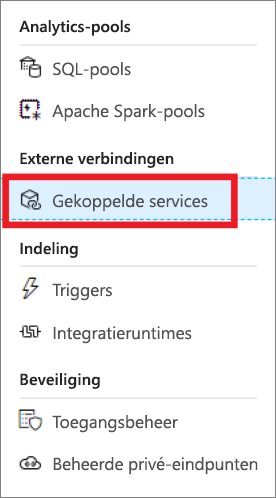 Analytics-pools
SQL-pools
Apache Spark-pools
Externe verbindingen
Gekoppelde services
Indeling
Triggers
Integratieruntimes
Beveiliging
Toegangsbeheer
Beheerde privé-eindpunten